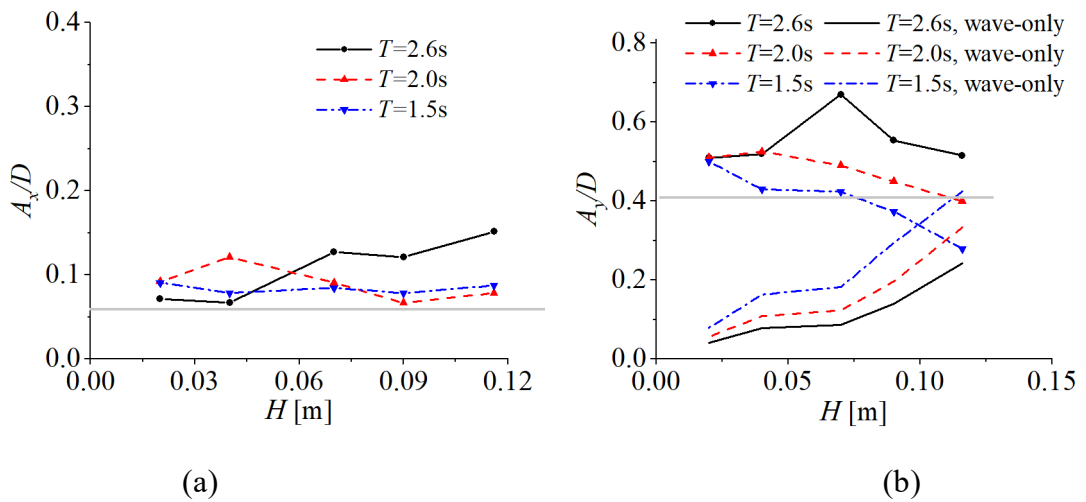 (a)
0.4
0.3
0.2
0.1
0.0
Ax/D
T=2.6s
T=2.0s
T=1.5s
0.00 0.03 0.06 0.09 0.12
H [m]
(b)
T=2.6s T=2.6s, wave-only
T=2.0s T=2.0s, wave-only
T=1.5s T=1.5s, wave-only
0.8
0.6
0.4
0.2
0.0
Ay/D
0.00 0.05 0.10 0.15
H [m]
(a) (b)